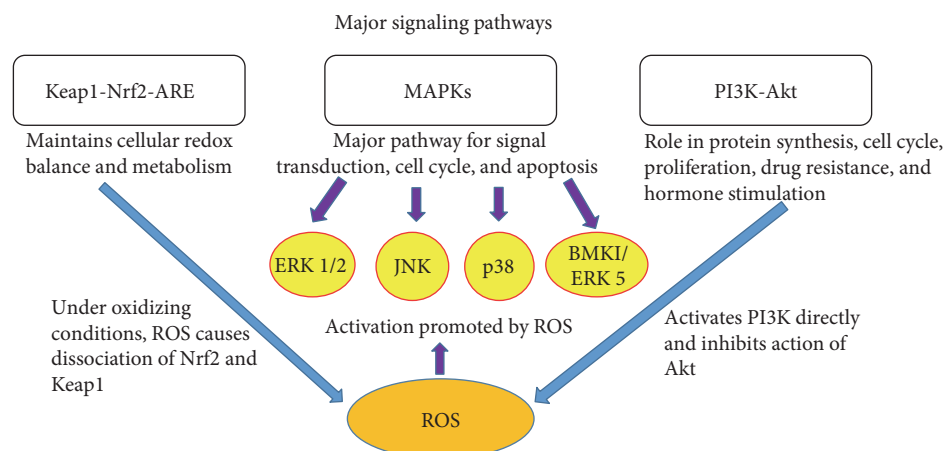 Major signaling pathways
Keap1-Nrf2-ARE
MAPKs
PI3K-Akt
Maintains cellular redox
balance and metabolism
Major pathway for signal
transduction, cell cycle, and apoptosis
Role in protein synthesis, cell cycle,
proliferation, drug resistance, and
hormone stimulation
ERK 1/2
JNK
p38
BMKI/
ERK 5
Under oxidizing
conditions, ROS causes
dissociation of Nrf2 and
Keap1
Activation promoted by ROS
Activates PI3K directly
and inhibits action of
Akt
ROS